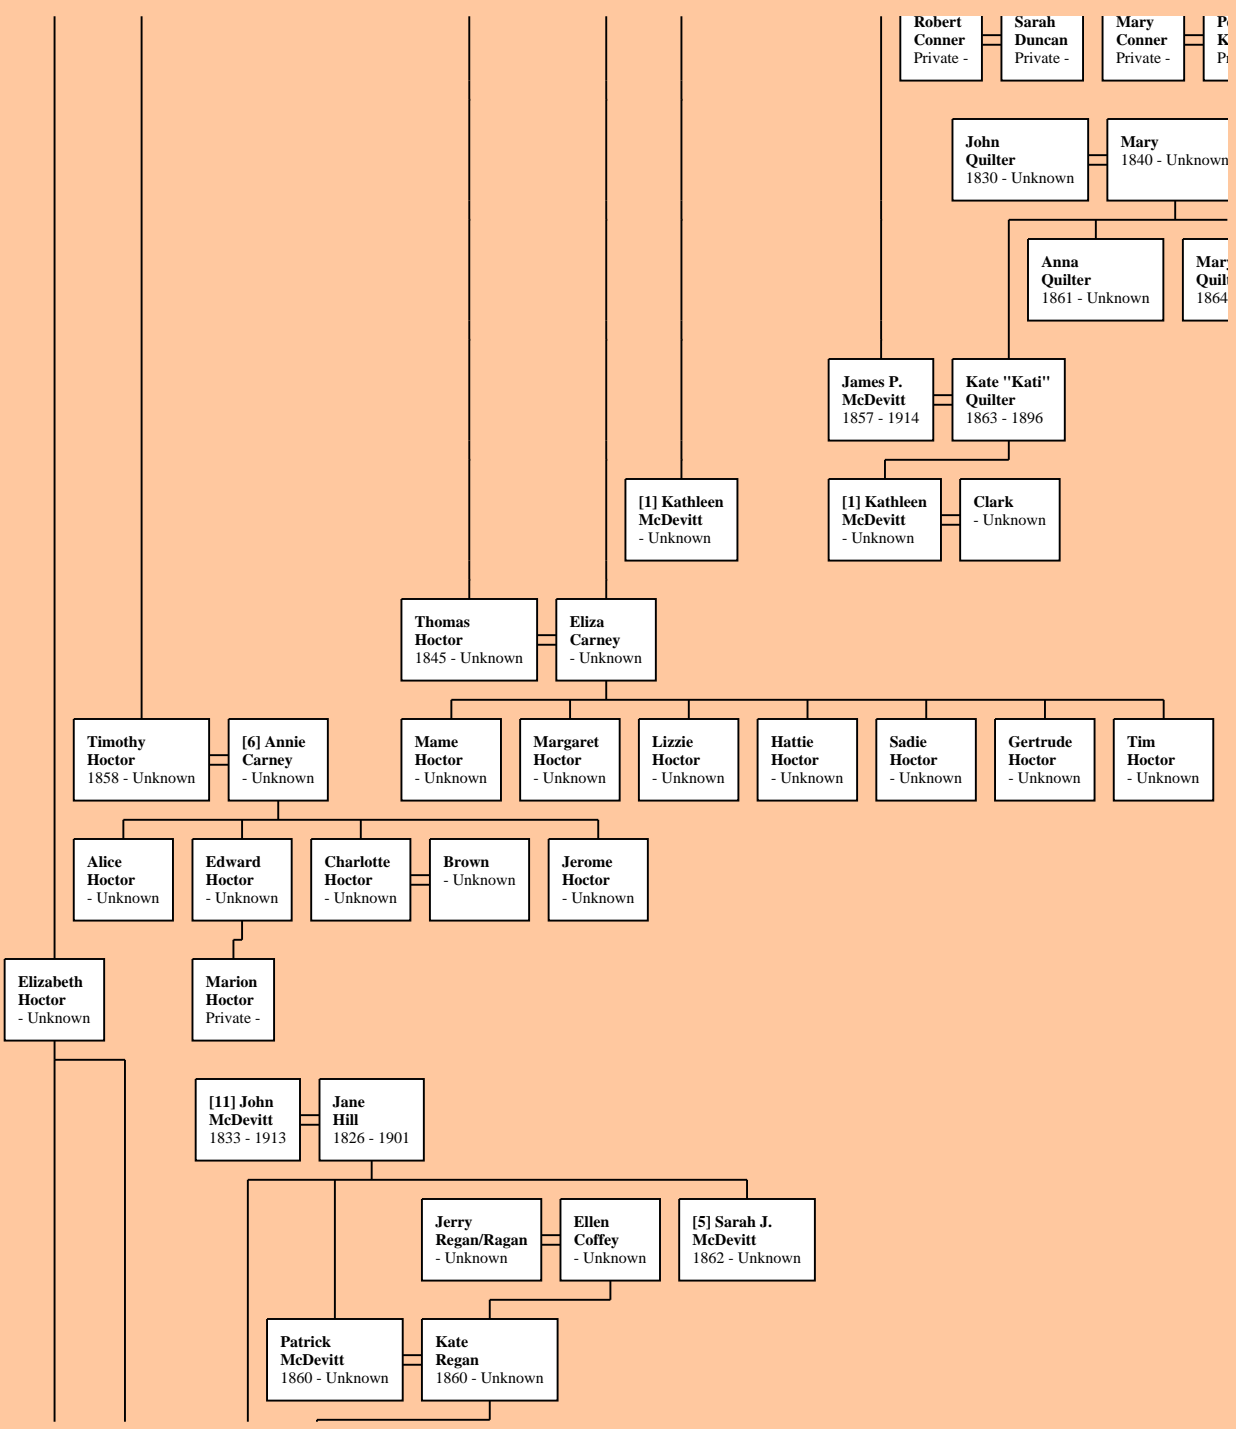 Robert
Conner
Private -
Sarah
Duncan
Private -
Mary
Conner
Private -
John
Quilter
1830 - Unknown
Mary
1840 - Unknown
Anna
Quilter
1861 - Unknown
1864
James P.
McDevitt
1857 - 1914
Kate "Kati"
Quilter
1863 - 1896
[1] Kathleen
McDevitt
- Unknown
[1] Kathleen
McDevitt
- Unknown
Clark
- Unknown
Thomas
Hoctor
1845 - Unknown
Eliza
Carney
- Unknown
Timothy
Hoctor
1858 - Unknown
[6] Annie
Carney
- Unknown
Mame
Hoctor
- Unknown
Margaret
Hoctor
- Unknown
Lizzie
Hoctor
- Unknown
Hattie
Hoctor
- Unknown
Sadie
Hoctor
- Unknown
Gertrude
Hoctor
- Unknown
Tim
Hoctor
- Unknown
Alice
Hoctor
- Unknown
Edward
Hoctor
- Unknown
Charlotte
Hoctor
- Unknown
Brown
- Unknown
Jerome
Hoctor
- Unknown
Elizabeth
Hoctor
- Unknown
Marion
Hoctor
Private -
[11] John
McDevitt
1833 - 1913
Jane
Hill
1826 - 1901
Jerry
Regan/Ragan
- Unknown
Ellen
Coffey
- Unknown
[5] Sarah J.
McDevitt
1862 - Unknown
Patrick
McDevitt
1860 - Unknown
Kate
Regan
1860 - Unknown